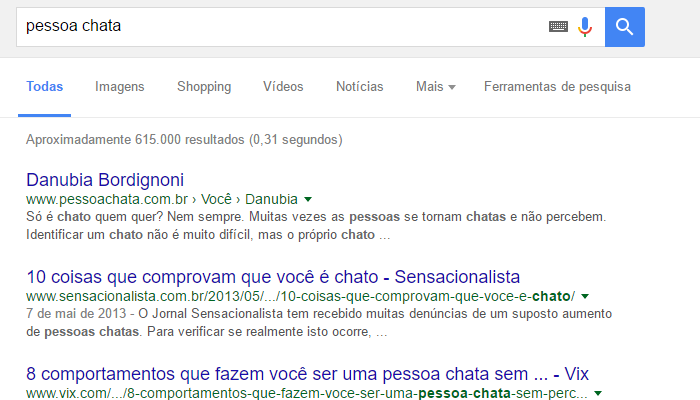 pessoa chata
Todas Imagens Shopping Vídeos Notícias Mais Ferramentas de pesquisa
Aproximadamente 615.000 resultados (0,31 segundos)
Danubia Bordignoni
www.pessoachata.com.br › Você › Danubia
Só é chato quem quer? Nem sempre. Muitas vezes as pessoas se tornam chatas e não percebem.
Identificar um chato não é muito difícil, mas o próprio chato ...
10 coisas que comprovam que você é chato - Sensacionalista
www.sensacionalista.com.br/2013/05/.../10-coisas-que-comprovam-que-voce-e-chato/
7 de mai de 2013 - O Jornal Sensacionalista tem recebido muitas denúncias de um suposto aumento
de pessoas chatas. Para verificar se realmente isto ocorre, ...
8 comportamentos que fazem você ser uma pessoa chata sem ... - Vix
www.vix.com/.../8-comportamentos-que-fazem-voce-ser-uma-pessoa-chata-sem-perc...